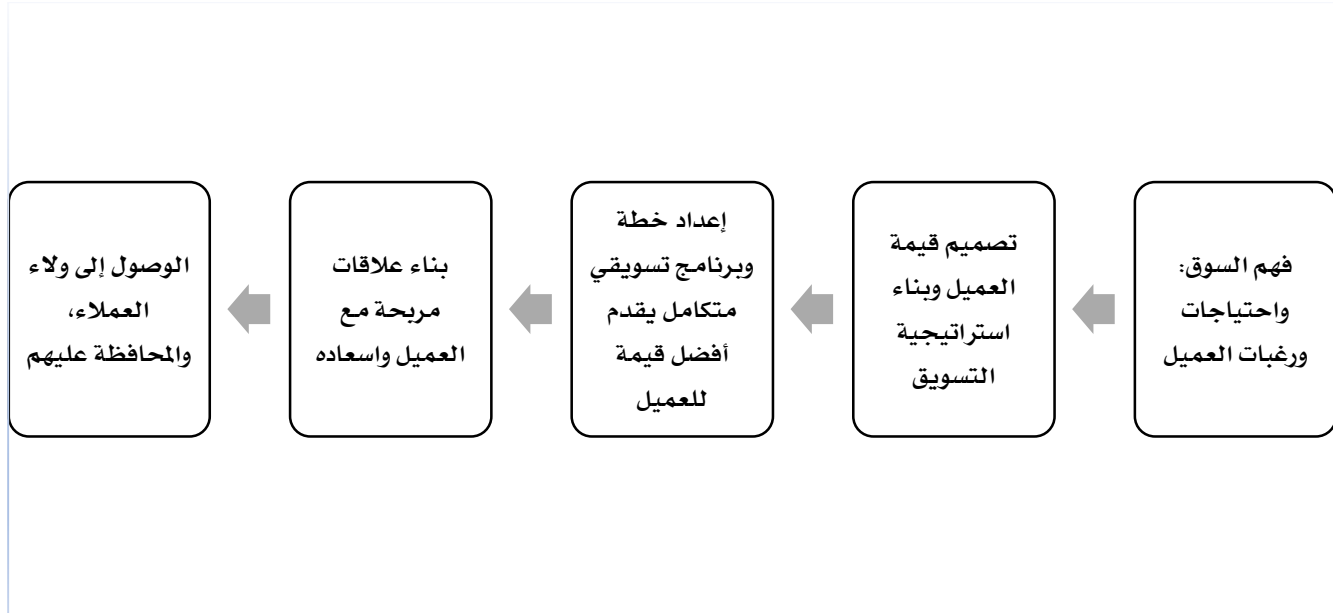 فهم السوق:
واحتياجات
ورغبات العميل
تصميم قيمة
العميل وبناء
استراتيجية
التسويق
إعداد خطة
وبرنامج تسويقي
متكامل يقدم
أفضل قيمة
للعميل
بناء علاقات
مربحة مع
العميل واسعاده
الوصول إلى ولاء
العملاء،
والمحافظة عليهم